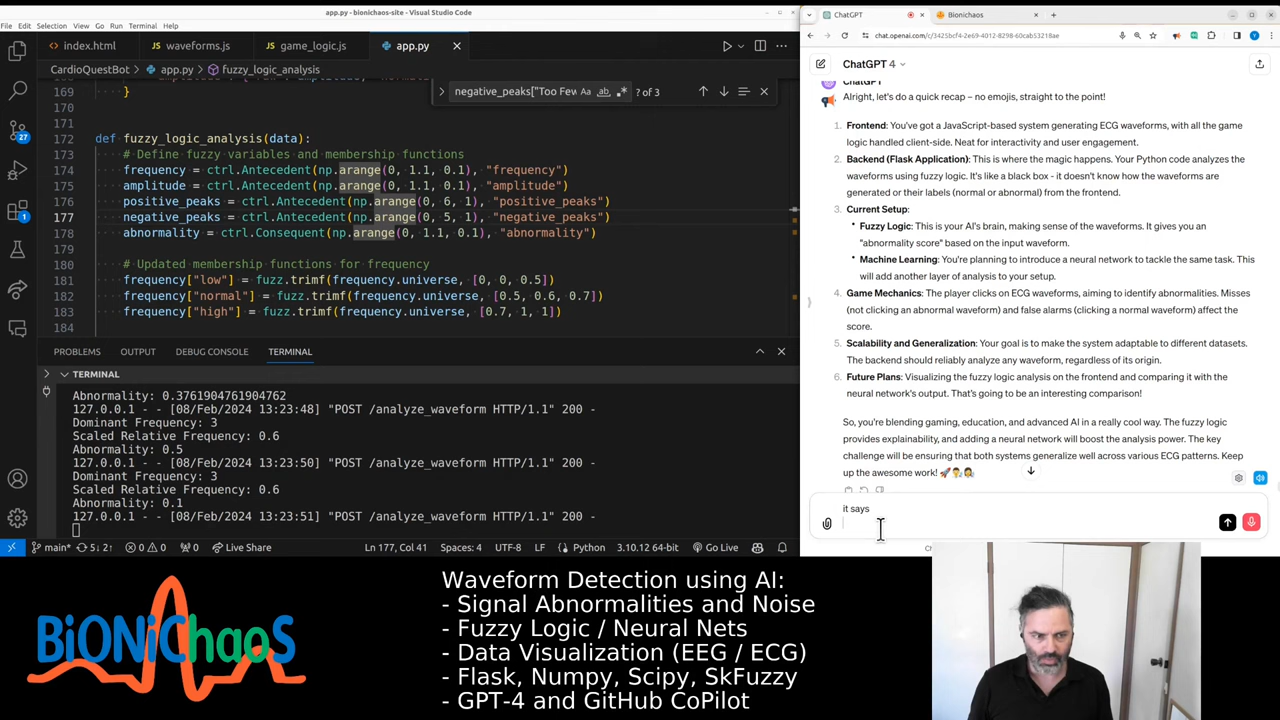 app.py - bionichaos-site - Visual Studio Code
File Edit Selection View Go Run Terminal Help
index.html
JS waveforms.js
JS game_logic.js
app.py
CardioQuestBot > app.py > fuzzy_logic_analysis
negative_peaks["Too Few
? of 3
169 }
170
171
172 def fuzzy_logic_analysis(data):
173 # Define fuzzy variables and membership functions
174 frequency = ctrl.Antecedent(np.arange(0, 1.1, 0.1), "frequency")
175 amplitude = ctrl.Antecedent(np.arange(0, 1.1, 0.1), "amplitude")
176 positive_peaks = ctrl.Antecedent(np.arange(0, 6, 1), "positive_peaks")
177 negative_peaks = ctrl.Antecedent(np.arange(0, 5, 1), "negative_peaks")
178 abnormality = ctrl.Consequent(np.arange(0, 1.1, 0.1), "abnormality")
179
180 # Updated membership functions for frequency
181 frequency["low"] = fuzz.trimf(frequency.universe, [0, 0, 0.5])
182 frequency["normal"] = fuzz.trimf(frequency.universe, [0.5, 0.6, 0.7])
183 frequency["high"] = fuzz.trimf(frequency.universe, [0.7, 1, 1])
184
PROBLEMS OUTPUT DEBUG CONSOLE TERMINAL
TERMINAL
Abnormality: 0.3761904761904762
127.0.0.1 - - [08/Feb/2024 13:23:48] "POST /analyze_waveform HTTP/1.1" 200 -
Dominant Frequency: 3
Scaled Relative Frequency: 0.6
Abnormality: 0.5
127.0.0.1 - - [08/Feb/2024 13:23:50] "POST /analyze_waveform HTTP/1.1" 200 -
Dominant Frequency: 3
Scaled Relative Frequency: 0.6
Abnormality: 0.1
127.0.0.1 - - [08/Feb/2024 13:23:51] "POST /analyze_waveform HTTP/1.1" 200 -
27
1
main* 5↓ 2↑ 0 0 0 Live Share Ln 177, col 41 Spaces: 4 UTF-8 LF Python 3.10.12 64-bit Go Live
ChatGPT
Bionichaos
chat.openai.com/c/3425bcf4-2e69-4012-8298-60cab53218ae
ChatGPT 4
ChatGPT
Alright, let's do a quick recap – no emojis, straight to the point!
1. Frontend: You've got a JavaScript-based system generating ECG waveforms, with all the game
logic handled client-side. Neat for interactivity and user engagement.
2. Backend (Flask Application): This is where the magic happens. Your Python code analyzes the
waveforms using fuzzy logic. It's like a black box - it doesn't know how the waveforms are
generated or their labels (normal or abnormal) from the frontend.
3. Current Setup:
• Fuzzy Logic: This is your AI's brain, making sense of the waveforms. It gives you an
"abnormality score" based on the input waveform.
• Machine Learning: You're planning to introduce a neural network to tackle the same task. This
will add another layer of analysis to your setup.
4. Game Mechanics: The player clicks on ECG waveforms, aiming to identify abnormalities. Misses
(not clicking an abnormal waveform) and false alarms (clicking a normal waveform) affect the
score.
5. Scalability and Generalization: Your goal is to make the system adaptable to different datasets.
The backend should reliably analyze any waveform, regardless of its origin.
6. Future Plans: Visualizing the fuzzy logic analysis on the frontend and comparing it with the
neural network's output. That's going to be an interesting comparison!
So, you're blending gaming, education, and advanced AI in a really cool way. The fuzzy logic
provides explainability, and adding a neural network will boost the analysis power. The key
challenge will be ensuring that both systems generalize well across various ECG patterns. Keep
up the awesome work!
it says
BiONiChaoS
Waveform Detection using AI:
- Signal Abnormalities and Noise
- Fuzzy Logic / Neural Nets
- Data Visualization (EEG / ECG)
- Flask, Numpy, Scipy, SkFuzzy
- GPT-4 and GitHub CoPilot